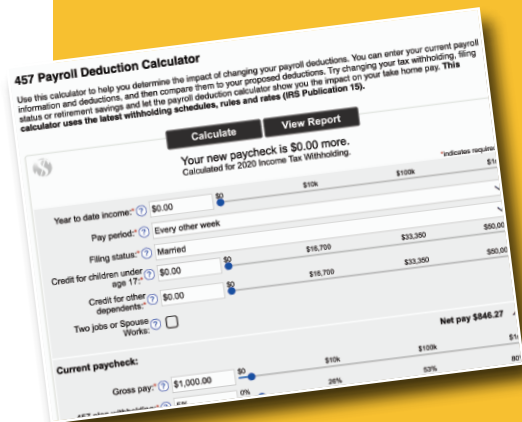 457 Payroll Deduction Calculator
Use this calculator to help you determine the impact of changing your payroll deductions. You can enter your current payroll
information and deductions, and then compare them to your proposed deductions. Try changing your tax withholding, filing
status or retirement savings and let the payroll deduction calculator show you the impact on your take home pay. This
calculator uses the latest withholding schedules, rules and rates (IRS Publication 15).
Calculate View Report
Your new paycheck is $0.00 more.
Calculated for 2020 Income Tax Withholding.
*indicates
Year to date income:* ? $0.00 $0 $10k $100k
Pay period:* ? Every other week
Filing status:* ? Married
Credit for children under
age 17:* ? $0.00 $0 $16,700 $33,350 $50,00
Credit for other
dependents:* ? $0.00 $0 $16,700 $33,350 $50,00
Two jobs or Spouse
Works: ?
Current paycheck: Net pay $846.27
Gross pay:* ? $1,000.00 $0 $10k $100k
0% 26% 53% 80